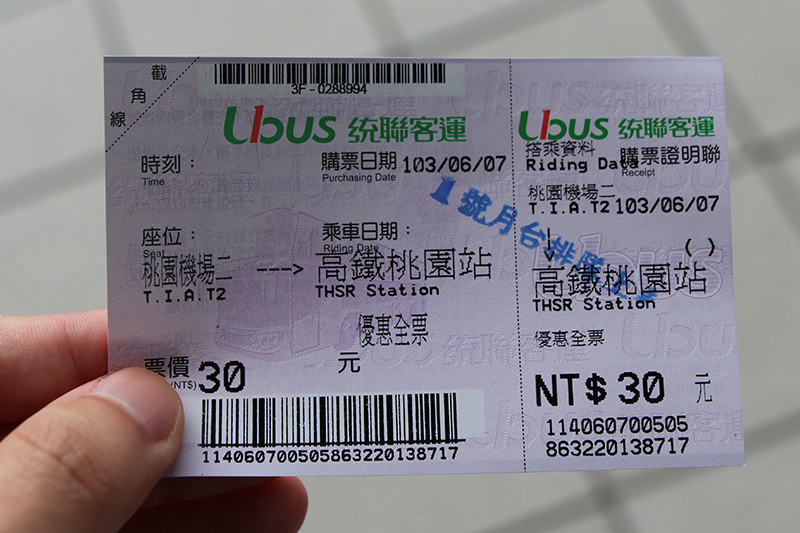 截
角
線
3F-0288994
Ubus 統聯客運
時刻：
Time
購票日期 103/06/07
Purchasing Date
座位：
Seat
乘車日期：
Riding Date
1號月台排隊
桃園機場二 ---> 高鐵桃園站
T.I.A.T2 THSR Station
優惠全票
票價 30 元
(NT$)
114060700505863220138717
Ubus 統聯客運
搭乘資料 購票證明聯
Riding Data Receipt
桃園機場二
T.I.A.T2 103/06/07
( )
高鐵桃園站
THSR Station
優惠全票
NT$ 30 元
114060700505
863220138717